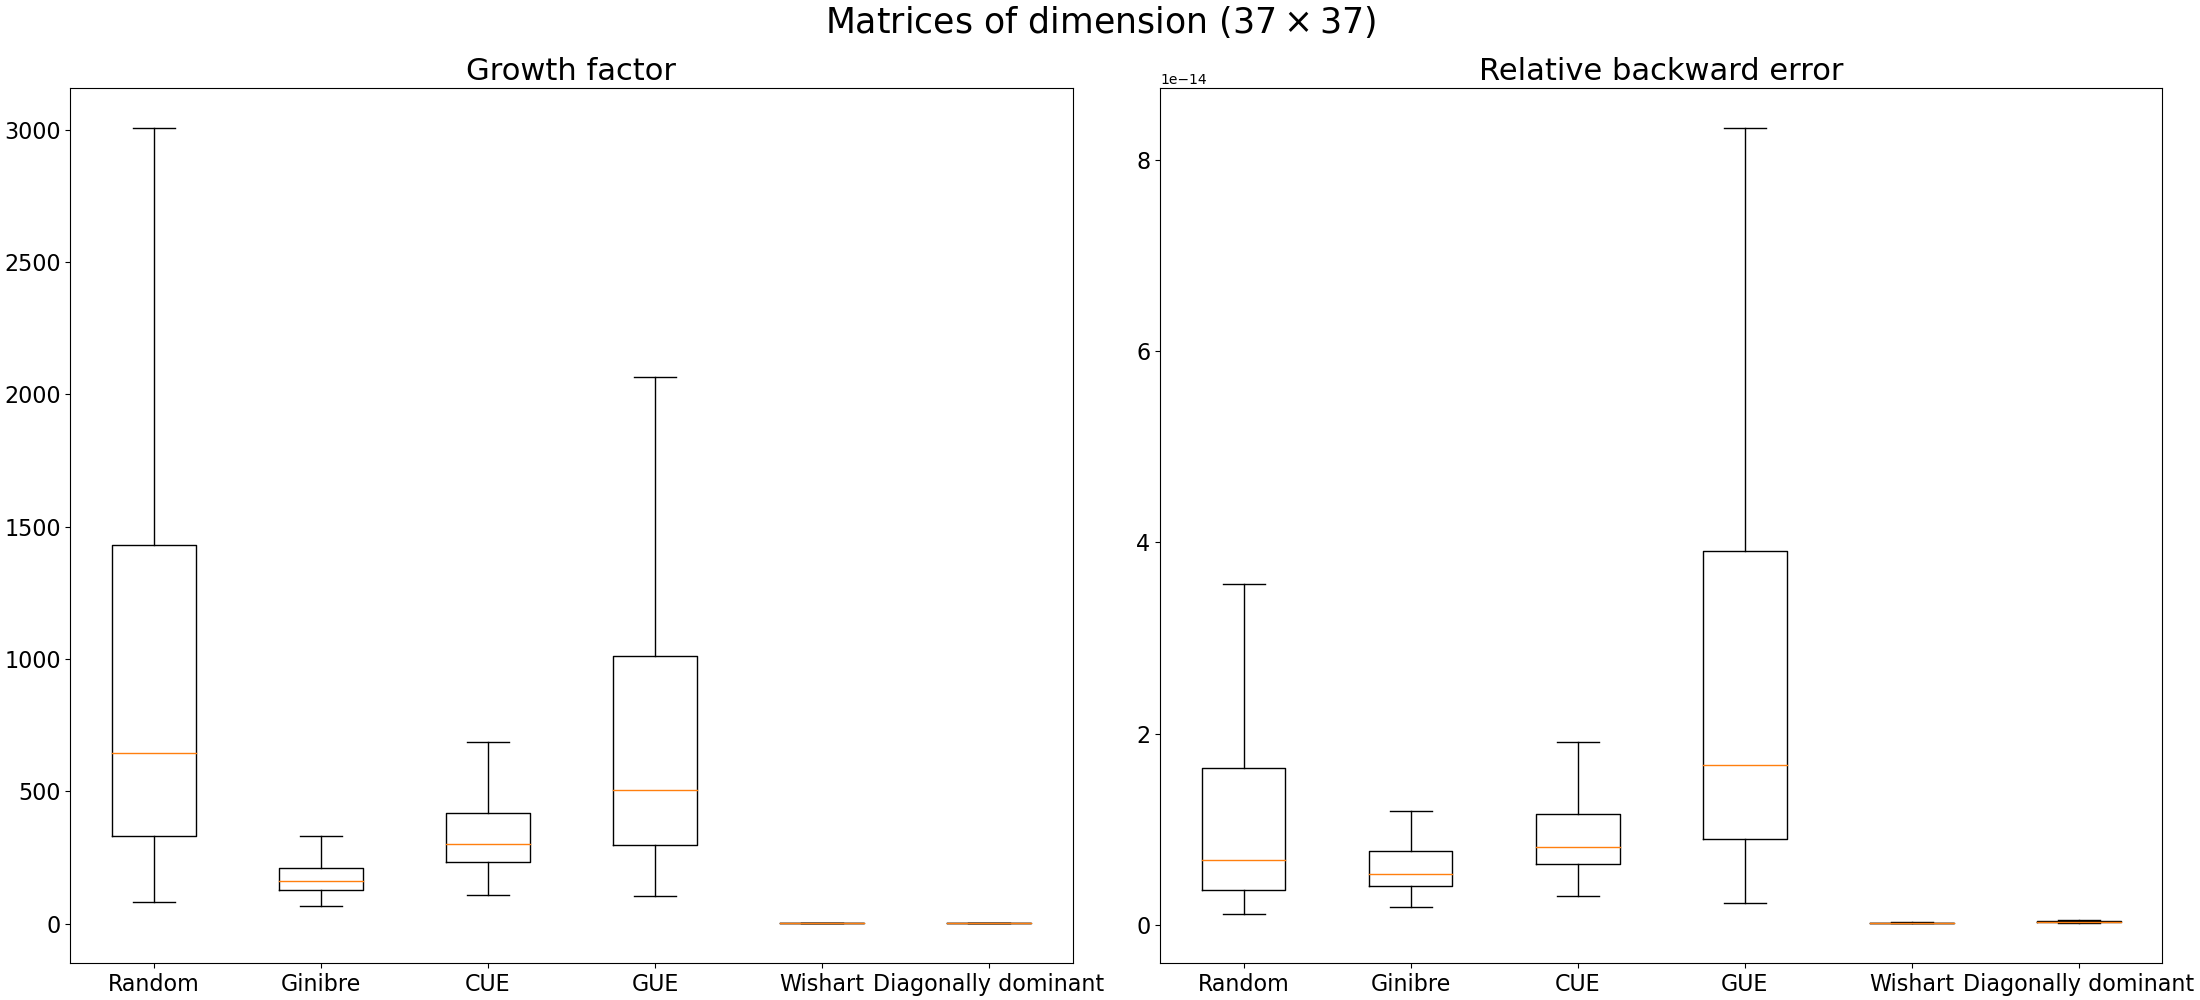 Matrices of dimension (37 × 37)
Growth factor
3000
2500
2000
1500
1000
500
0
Random Ginibre CUE GUE Wishart Diagonally dominant
Relative backward error
1e−14
8
6
4
2
0
Random Ginibre CUE GUE Wishart Diagonally dominant